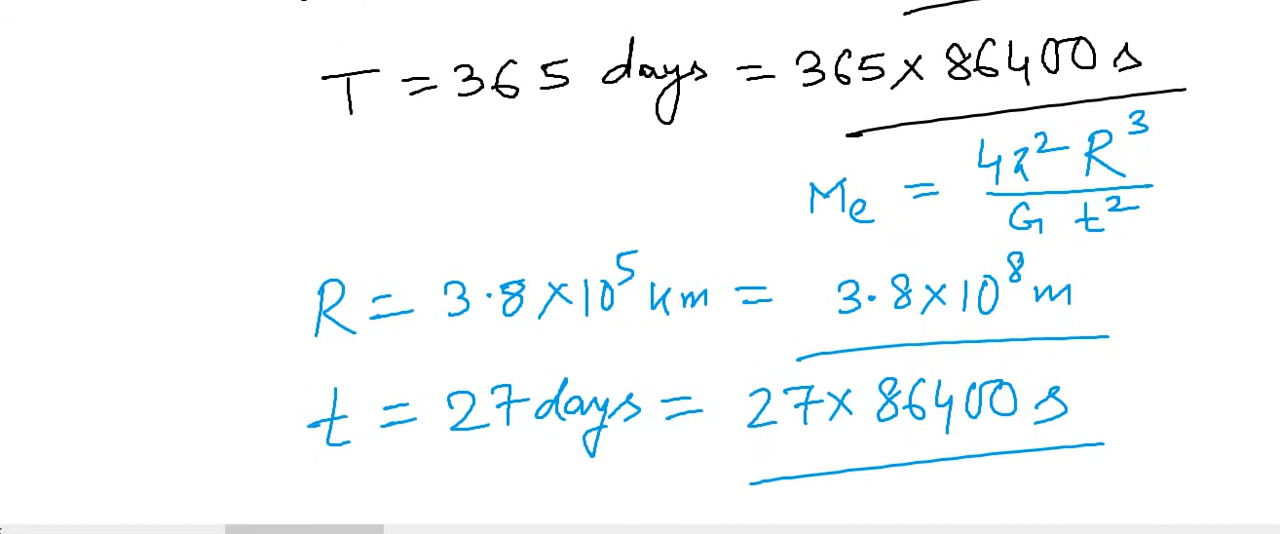 T = 365 days = 365 × 86400 s
Me = 4π² R³ / G t²
R = 3.8 × 10⁵ km = 3.8 × 10⁸ m
t = 27 days = 27 × 86400 s